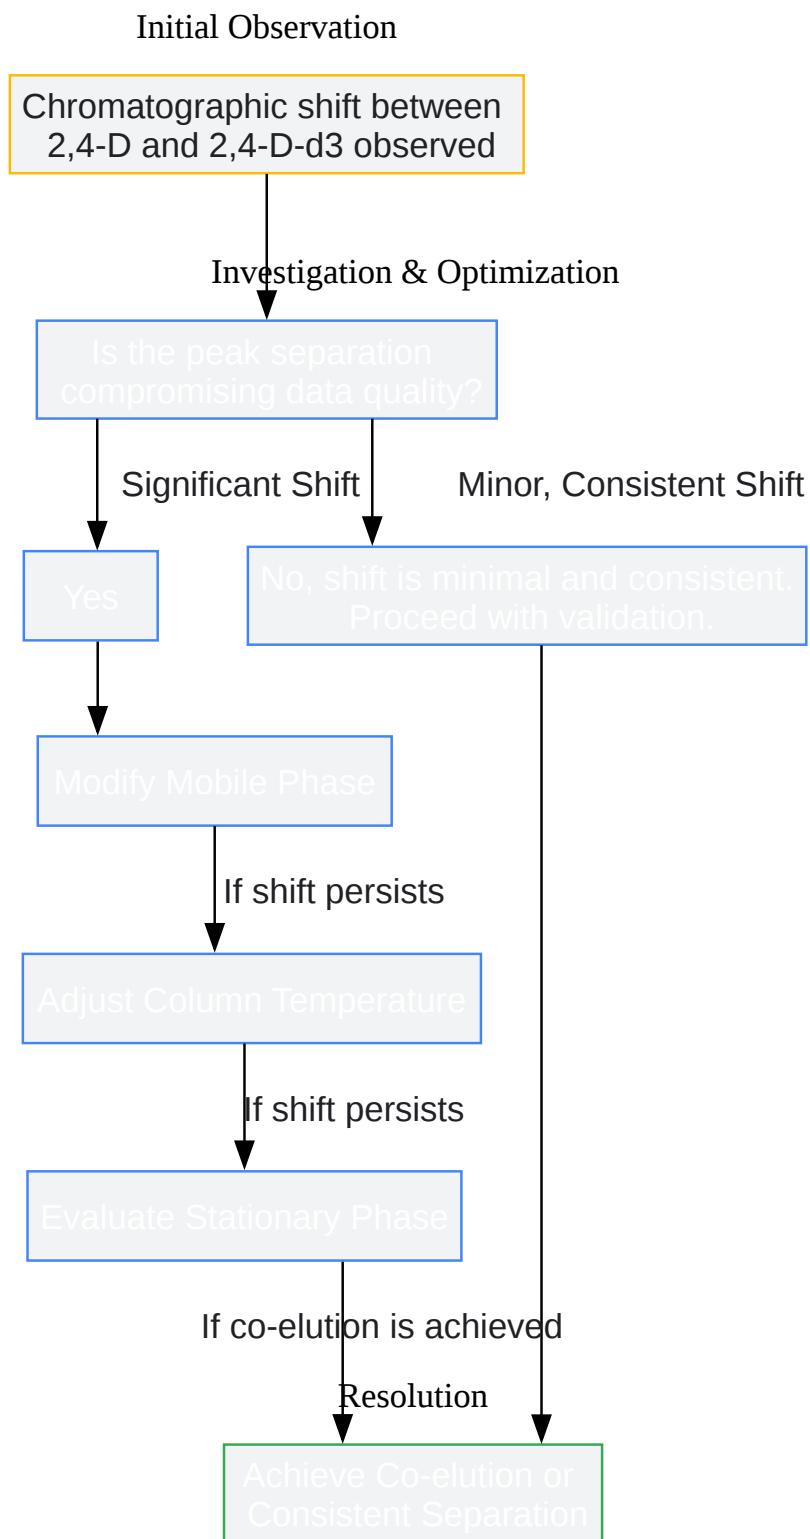 Initial Observation
Chromatographic shift between
2,4-D and 2,4-D-d3 observed
Investigation & Optimization
Is the peak separation
compromising data quality?
Significant Shift
Minor, Consistent Shift
Yes
No, shift is minimal and consistent.
Proceed with validation.
Modify Mobile Phase
If shift persists
Adjust Column Temperature
If shift persists
Evaluate Stationary Phase
If co-elution is achieved
Resolution
Achieve Co-elution or
Consistent Separation